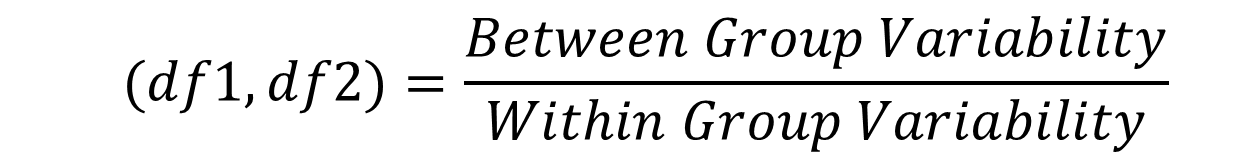 (df1, df2) = Between Group Variability
Within Group Variability